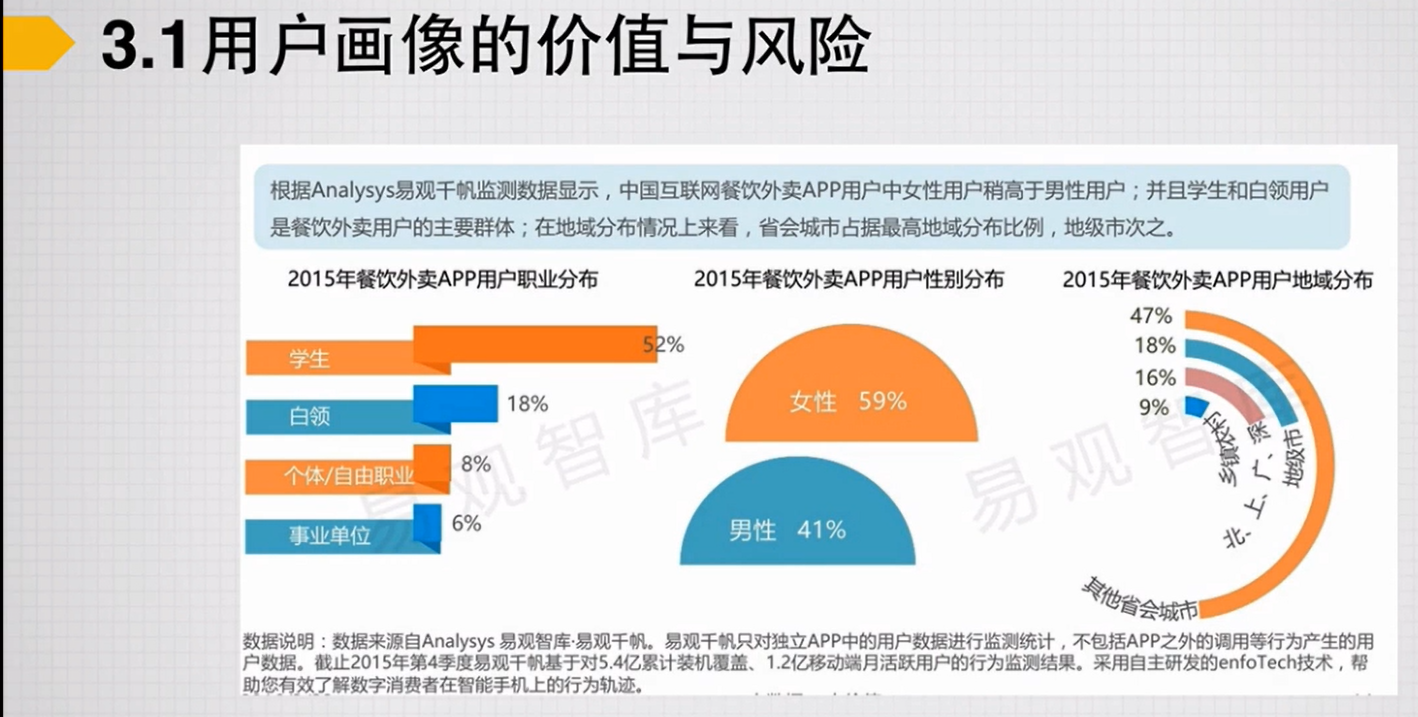 3.1用户画像的价值与风险
根据Analysys易观千帆监测数据显示，中国互联网餐饮外卖APP用户中女性用户稍高于男性用户；并且学生和白领用户
是餐饮外卖用户的主要群体；在地域分布情况上来看，省会城市占据最高地域分布比例，地级市次之。
2015年餐饮外卖APP用户职业分布
学生
52%
白领
18%
个体/自由职业
8%
事业单位
6%
2015年餐饮外卖APP用户性别分布
女性 59%
男性 41%
2015年餐饮外卖APP用户地域分布
47%
18%
16%
9%
乡镇农村
北、上、广、深
地级市
其他省会城市
易观智库
易观智库
数据说明：数据来源自Analysys 易观智库·易观千帆。易观千帆只对独立APP中的用户数据进行监测统计，不包括APP之外的调用等行为产生的用
户数据。截止2015年第4季度易观千帆基于对5.4亿累计装机覆盖、1.2亿移动端月活跃用户的行为监测结果。采用自主研发的enfoTech技术，帮
助您有效了解数字消费者在智能手机上的行为轨迹。